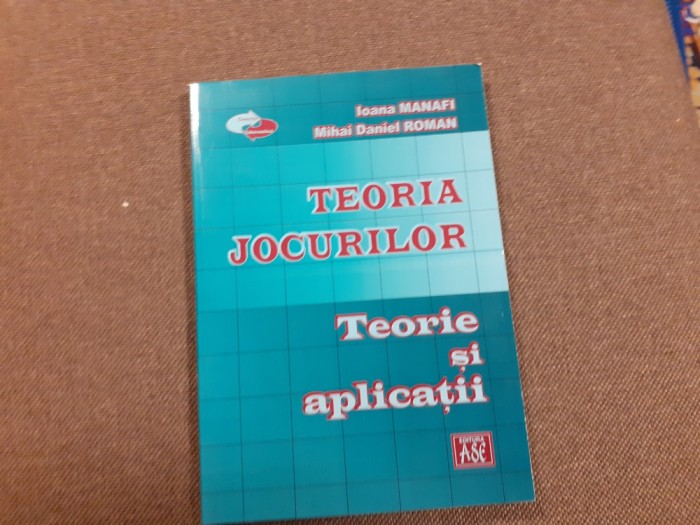 Ioana MANAFI
Mihai Daniel ROMAN
TEORIA
JOCURILOR
Teorie
și
aplicații
EDITURA
ASE